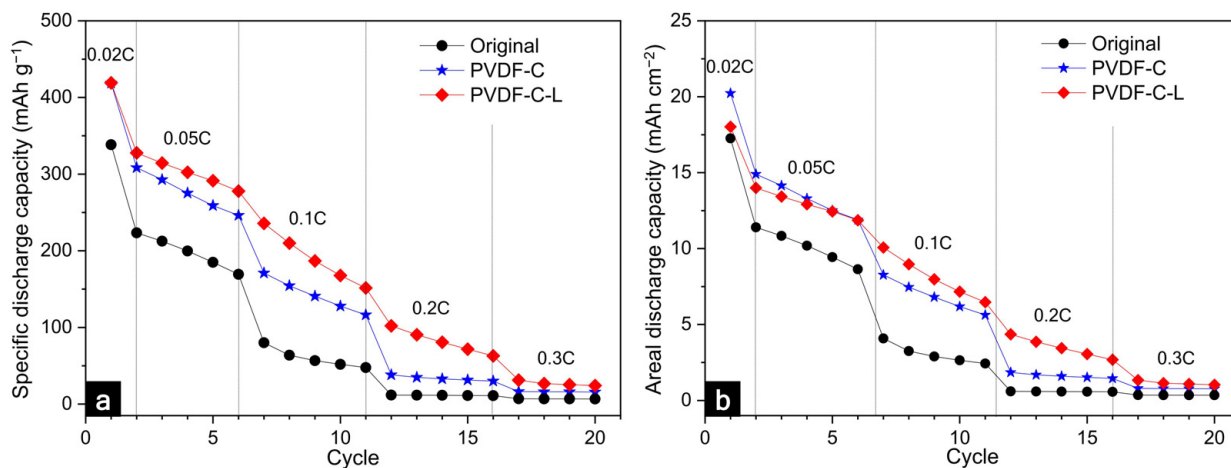 500
400
300
200
100
0
0
5
10
15
20
Specific discharge capacity (mAh g⁻¹)
Cycle
0.02C
0.05C
0.1C
0.2C
0.3C
Original
PVDF-C
PVDF-C-L
a
25
20
15
10
5
0
0
5
10
15
20
Areal discharge capacity (mAh cm⁻²)
Cycle
0.02C
0.05C
0.1C
0.2C
0.3C
Original
PVDF-C
PVDF-C-L
b